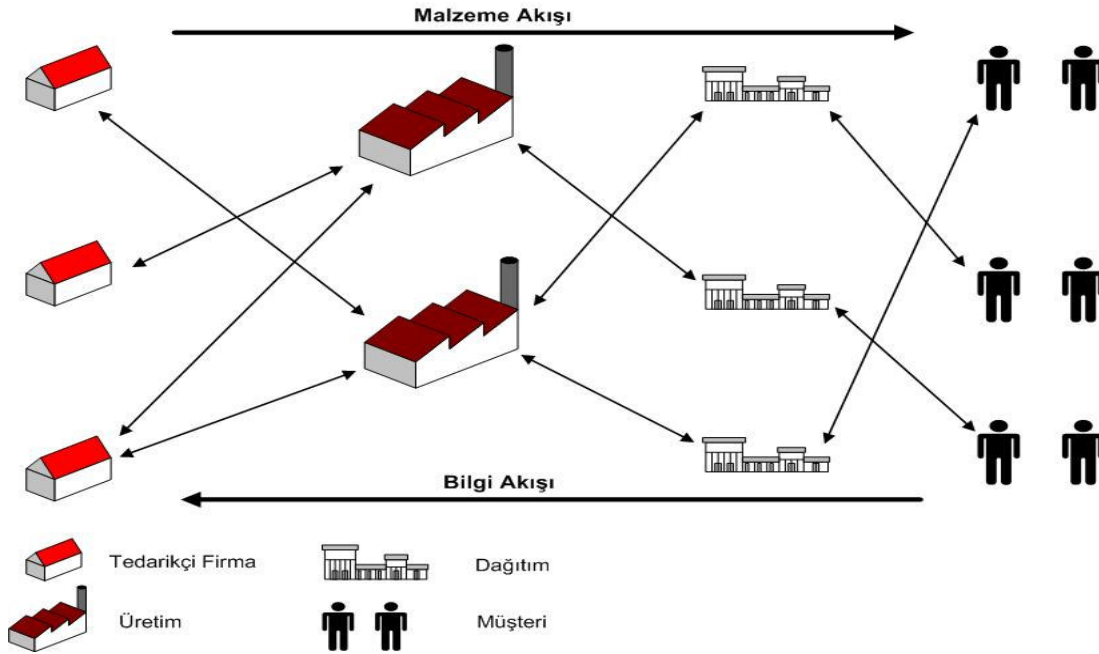 Malzeme Akışı
Bilgi Akışı
Tedarikçi Firma
Dağıtım
Üretim
Müşteri